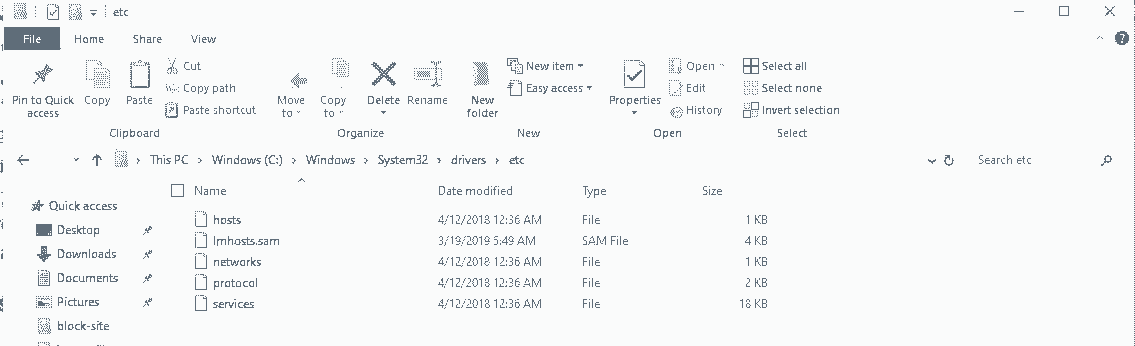 etc
File Home Share View
Pin to Quick access
Copy
Paste
Cut
Copy path
Paste shortcut
Clipboard
Move to
Copy to
Delete
Rename
Organize
New folder
New item
Easy access
New
Properties
Open
Edit
History
Open
Select all
Select none
Invert selection
Select
This PC > Windows (C:) > Windows > System32 > drivers > etc
Search etc
Name Date modified Type Size
Quick access
Desktop
Downloads
Documents
Pictures
block-site
hosts 4/12/2018 12:36 AM File 1 KB
lmhosts.sam 3/19/2019 5:49 AM SAM File 4 KB
networks 4/12/2018 12:36 AM File 1 KB
protocol 4/12/2018 12:36 AM File 2 KB
services 4/12/2018 12:36 AM File 18 KB